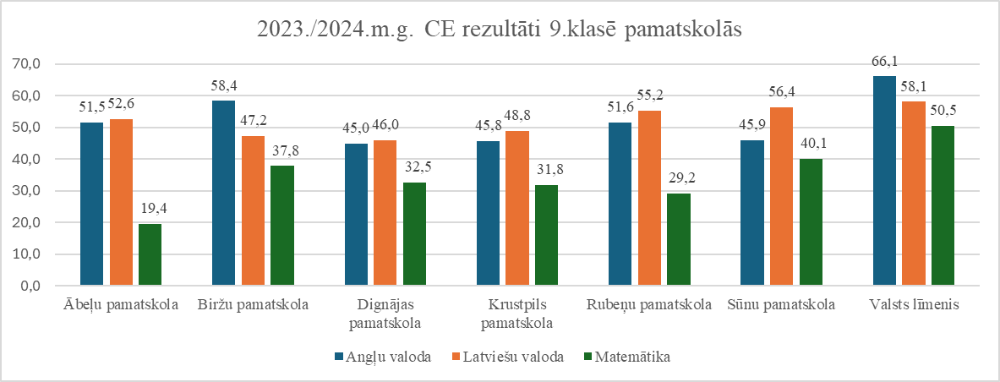 2023./2024.m.g. CE rezultāti 9.klasē pamatskolās
70,0
60,0
50,0
40,0
30,0
20,0
10,0
0,0
51,5 52,6 19,4
58,4 47,2 37,8
45,0 46,0 32,5
45,8 48,8 31,8
51,6 55,2 29,2
45,9 56,4 40,1
66,1 58,1 50,5
Ābeļu pamatskola
Biržu pamatskola
Dignājas
pamatskola
Krustpils
pamatskola
Rubeņu pamatskola
Sūnu pamatskola
Valsts līmenis
Angļu valoda Latviešu valoda Matemātika